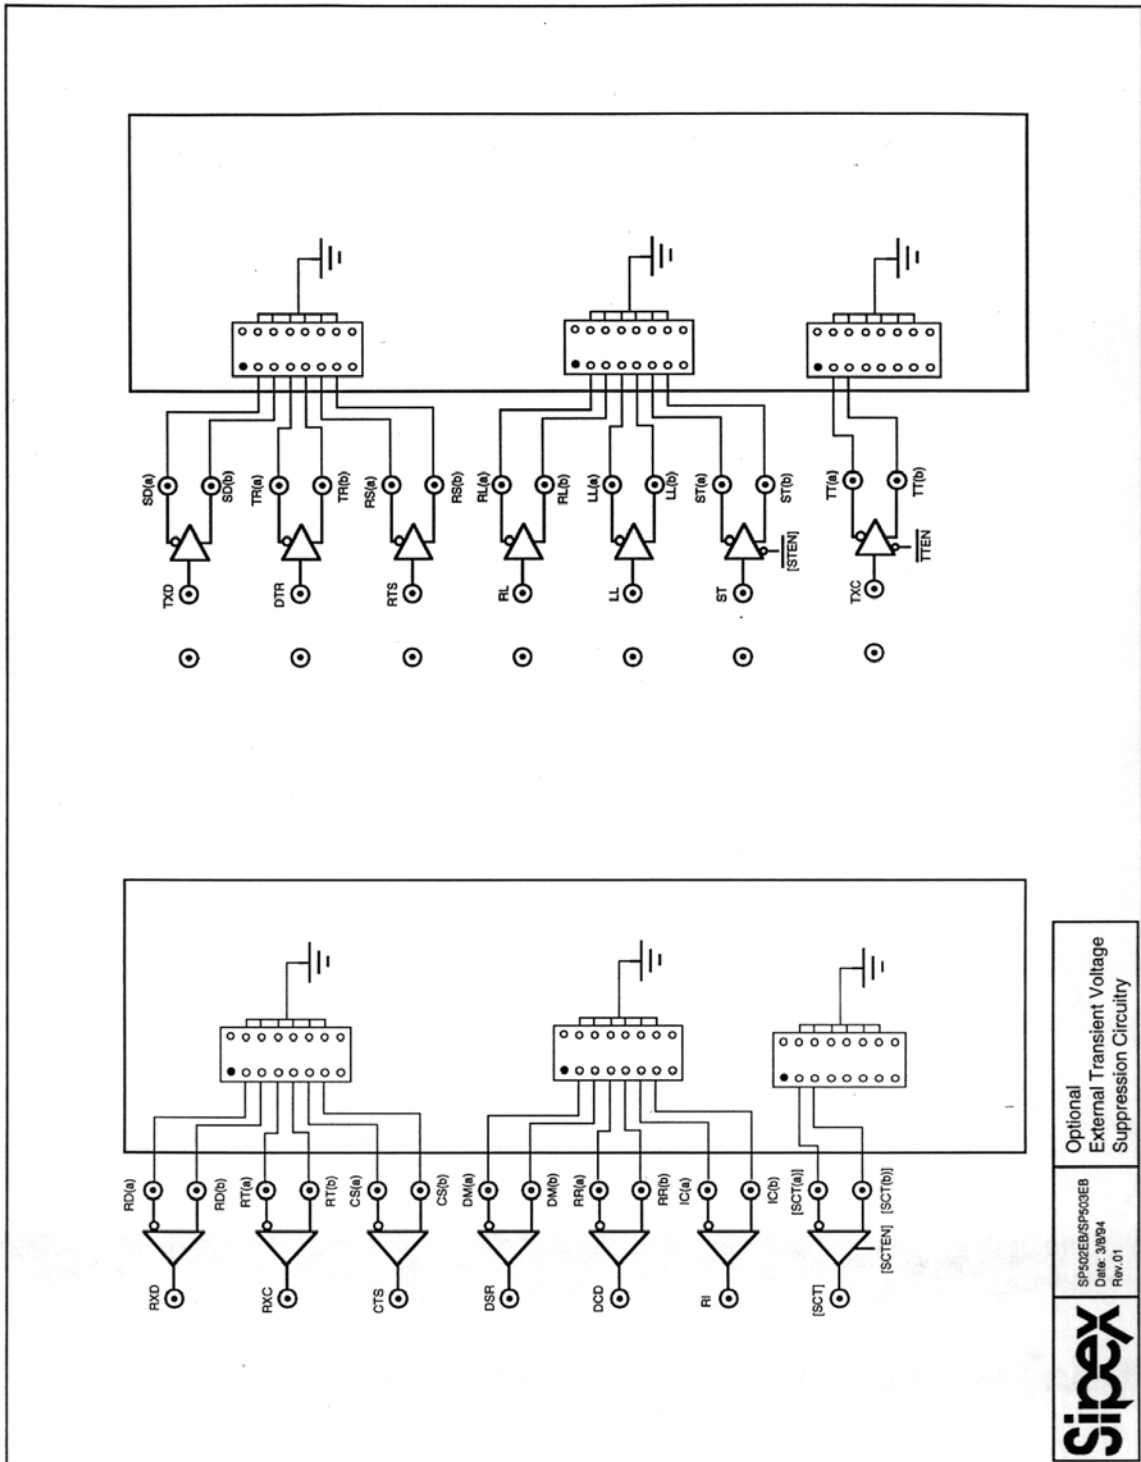 SD(a)
SD(b)
TR(a)
TR(b)
RS(a)
RS(b)
RL(a)
RL(b)
LL(a)
LL(b)
ST(a)
ST(b)
TT(a)
TT(b)
TXD
DTR
RTS
RL
LL
ST
[STEN]
TXC
TTEN
RD(a)
RD(b)
RT(a)
RT(b)
CS(a)
CS(b)
DM(a)
DM(b)
RR(a)
RR(b)
IC(a)
IC(b)
[SCT(a)]
[SCT(b)]
RXD
RXC
CTS
DSR
DCD
RI
[SCT]
[SCTEN]
Sipex
SP502EB/SP503EB
Date: 3/8/94
Rev.01
Optional
External Transient Voltage
Suppression Circuitry